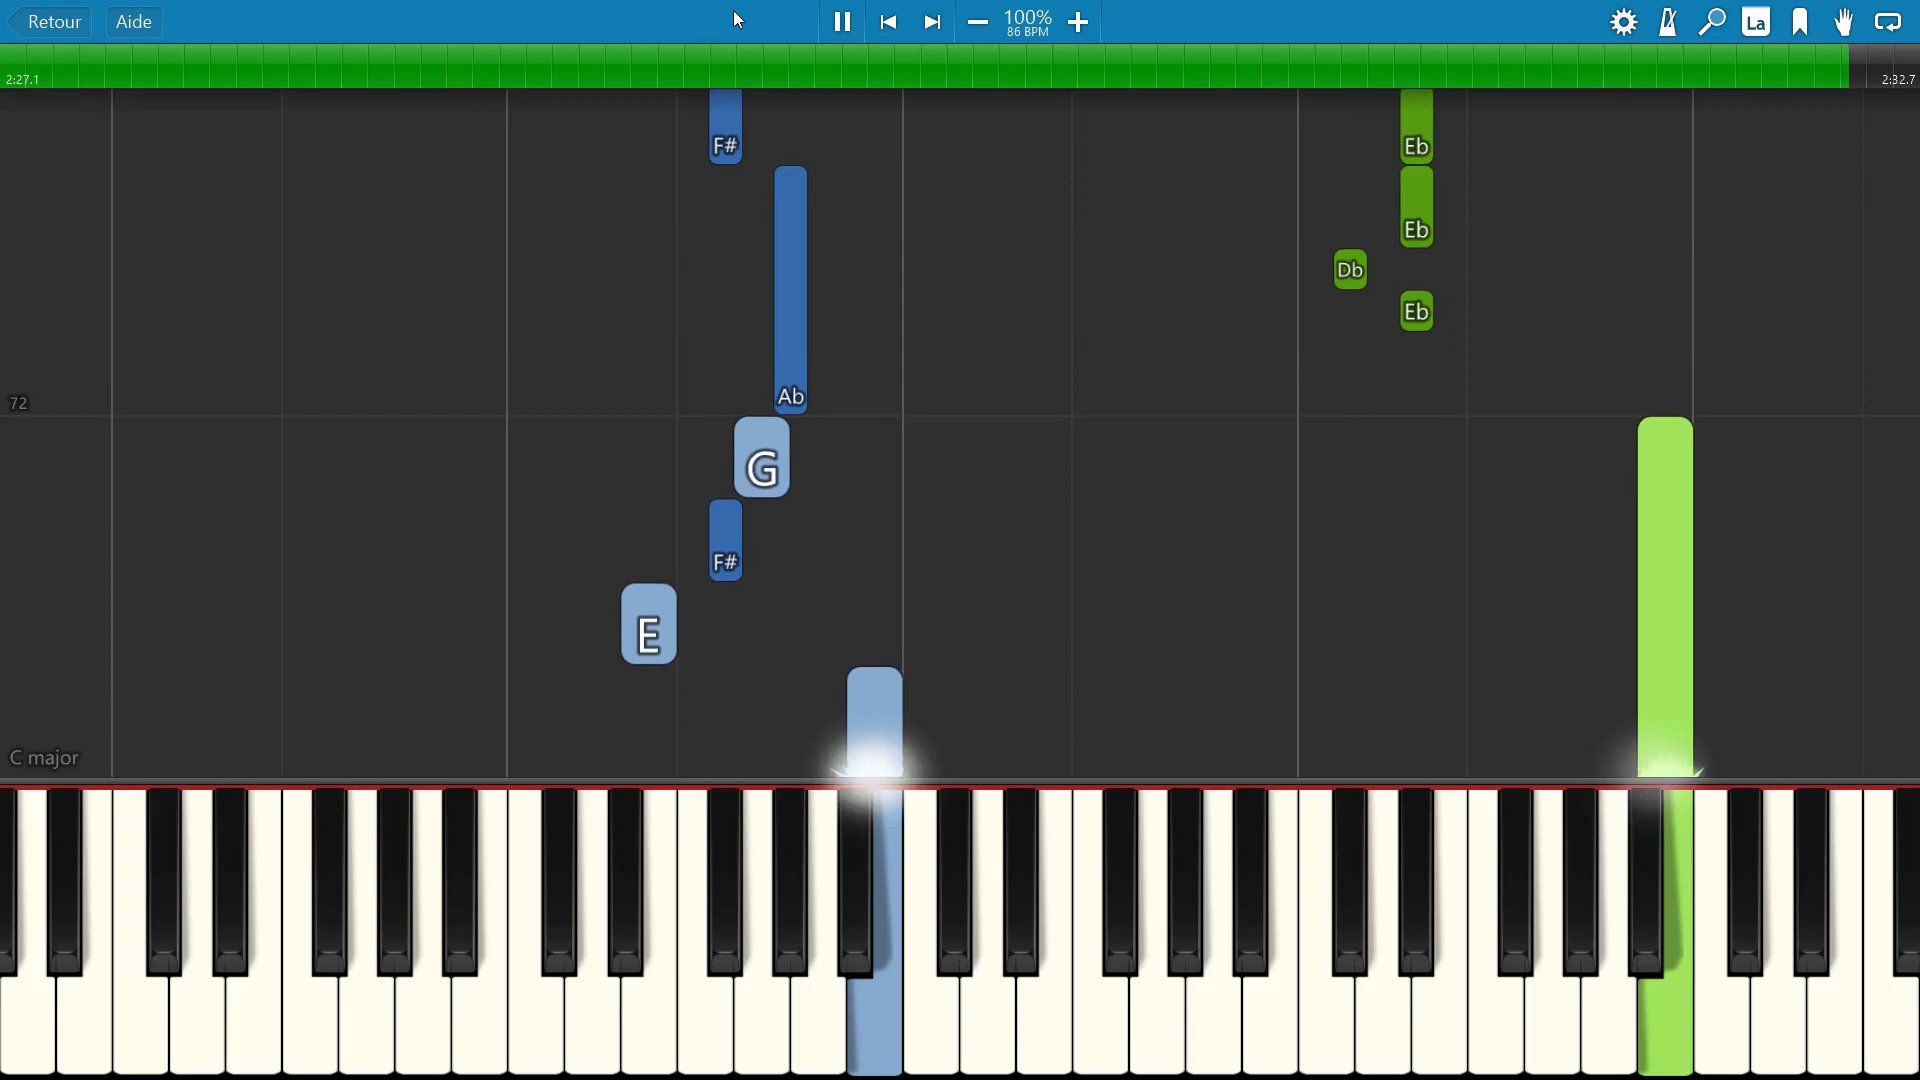 Retour
Aide
100%
86 BPM
La
2:27.1
2:32.7
F#
Eb
Eb
Db
Eb
Ab
72
G
F#
E
C major